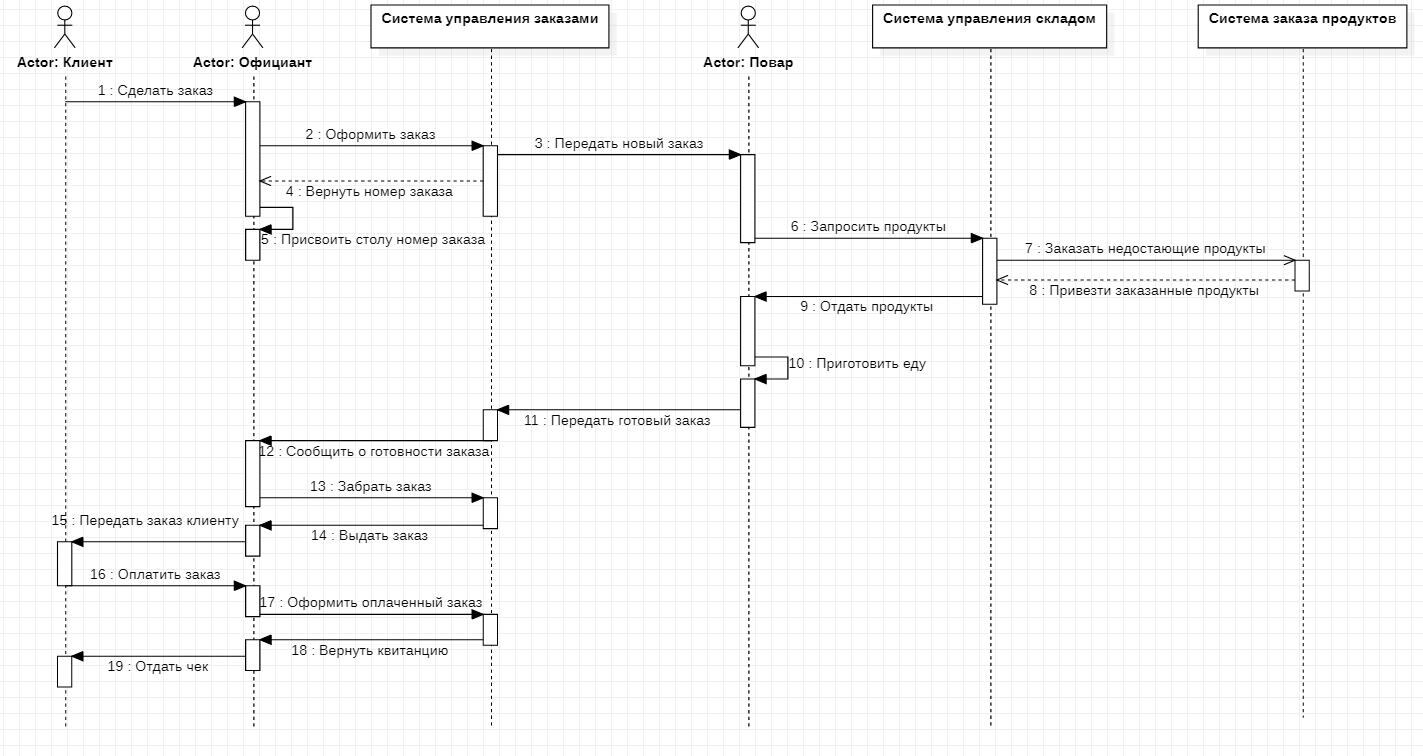 Actor: Клиент
Actor: Официант
Система управления заказами
Actor: Повар
Система управления складом
Система заказа продуктов
1 : Сделать заказ
2 : Оформить заказ
3 : Передать новый заказ
4 : Вернуть номер заказа
5 : Присвоить столу номер заказа
6 : Запросить продукты
7 : Заказать недостающие продукты
8 : Привезти заказанные продукты
9 : Отдать продукты
10 : Приготовить еду
11 : Передать готовый заказ
12 : Сообщить о готовности заказа
13 : Забрать заказ
14 : Выдать заказ
15 : Передать заказ клиенту
16 : Оплатить заказ
17 : Оформить оплаченный заказ
18 : Вернуть квитанцию
19 : Отдать чек